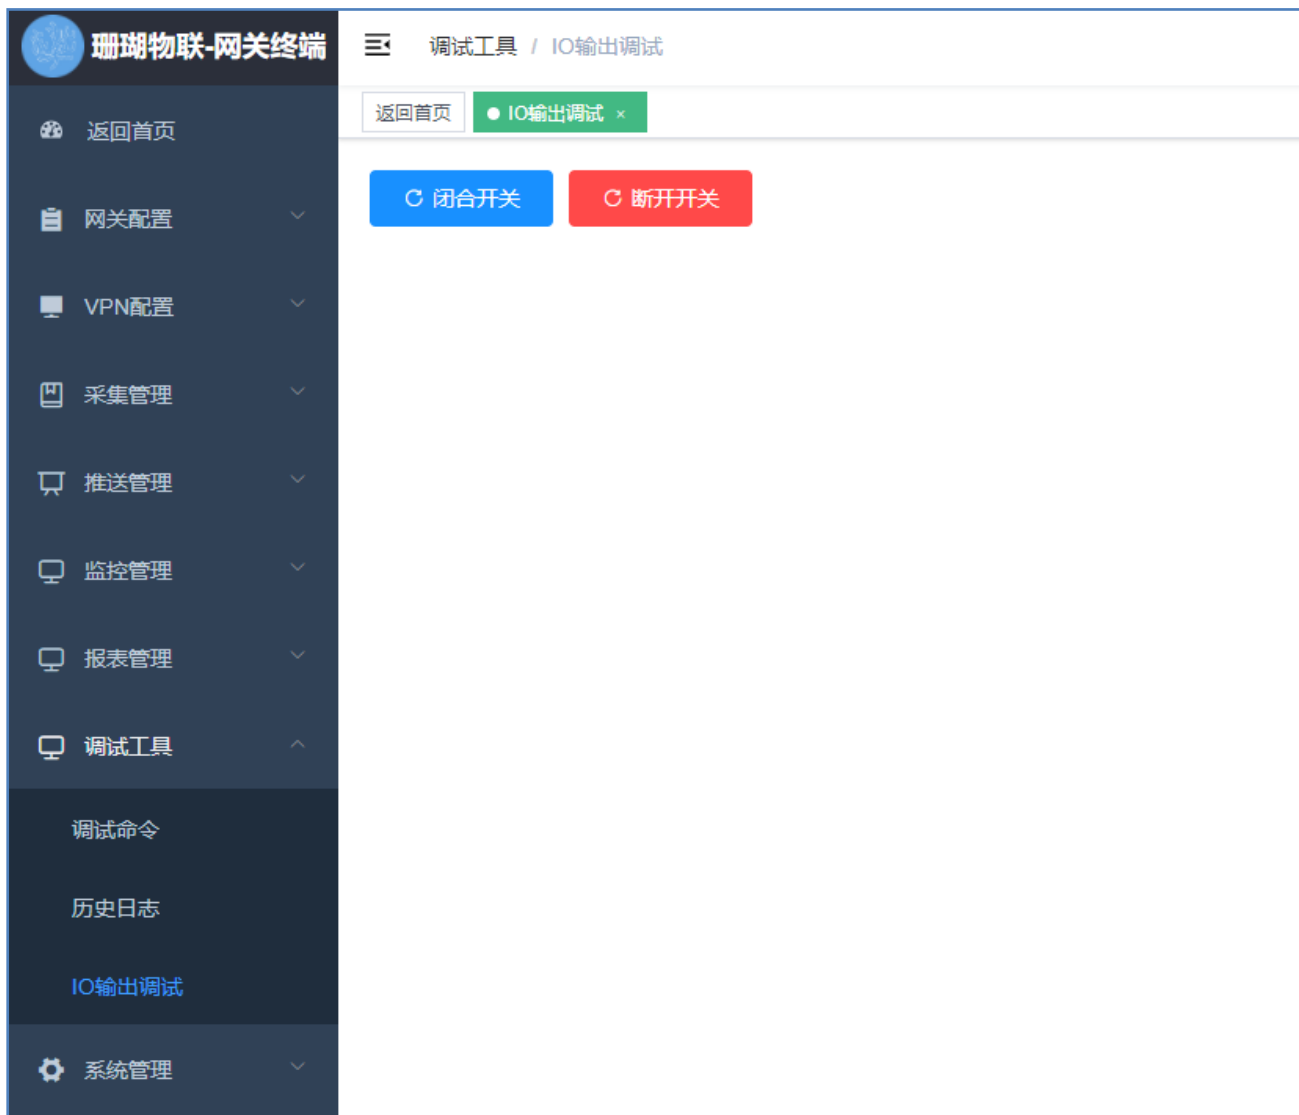 珊瑚物联-网关终端
调试工具 / IO输出调试
返回首页
IO输出调试 ×
返回首页
网关配置
VPN配置
采集管理
推送管理
监控管理
报表管理
调试工具
调试命令
历史日志
IO输出调试
系统管理
闭合开关
断开开关